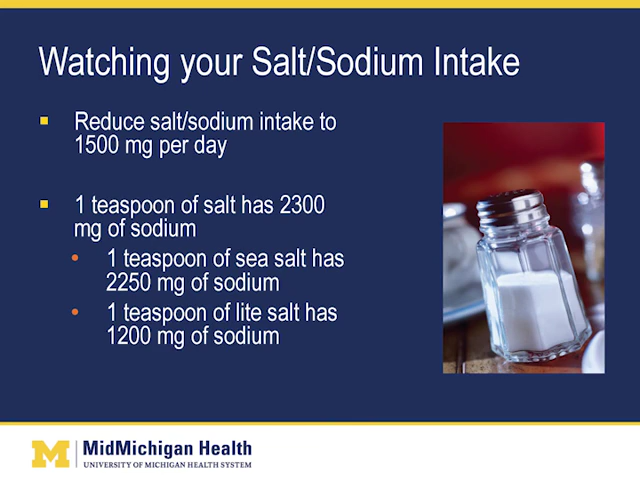 Watching your Salt/Sodium Intake
Reduce salt/sodium intake to
1500 mg per day
1 teaspoon of salt has 2300
mg of sodium
1 teaspoon of sea salt has
2250 mg of sodium
1 teaspoon of lite salt has
1200 mg of sodium
M MidMichigan Health
UNIVERSITY OF MICHIGAN HEALTH SYSTEM